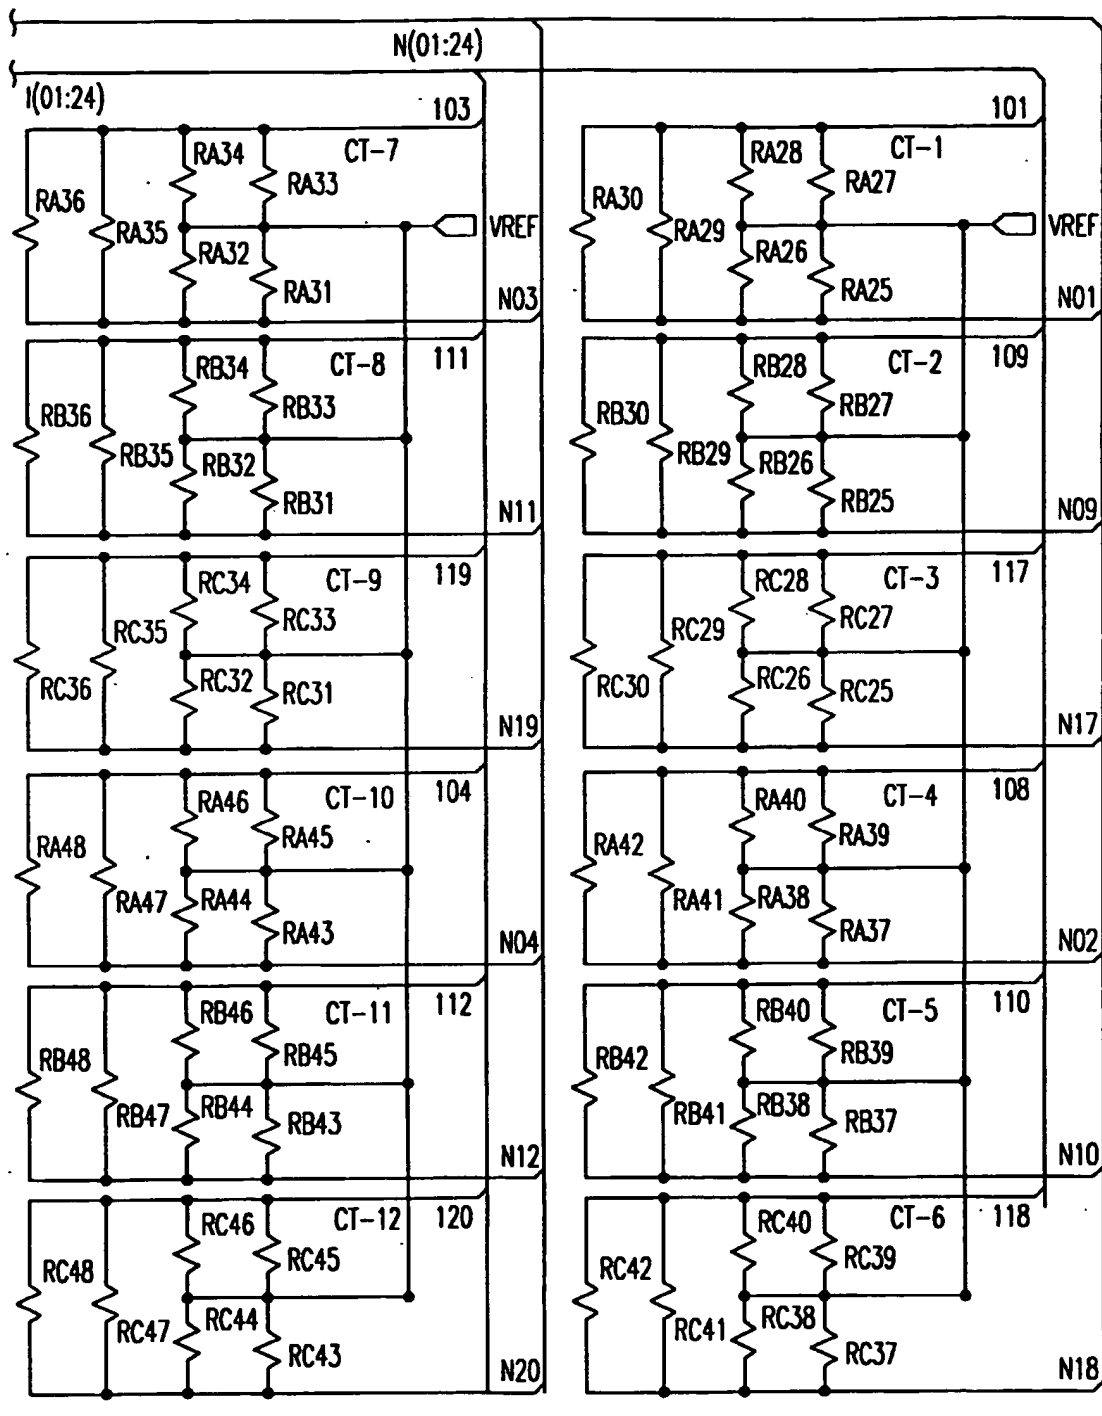 N(01:24)
I(01:24)
103
CT-7
RA34
RA33
RA36
RA35
VREF
RA32
RA31
N03
111
CT-8
RB34
RB33
RB36
RB35
RB32
RB31
N11
119
CT-9
RC34
RC33
RC35
RC36
RC32
RC31
N19
104
CT-10
RA46
RA45
RA48
RA47
RA44
RA43
N04
112
CT-11
RB46
RB45
RB48
RB47
RB44
RB43
N12
120
CT-12
RC46
RC45
RC48
RC47
RC44
RC43
N20
101
CT-1
RA28
RA27
RA30
RA29
VREF
RA26
RA25
N01
109
CT-2
RB28
RB27
RB30
RB29
RB26
RB25
N09
117
CT-3
RC28
RC27
RC29
RC30
RC26
RC25
N17
108
CT-4
RA40
RA39
RA42
RA41
RA38
RA37
N02
110
CT-5
RB40
RB39
RB42
RB41
RB38
RB37
N10
118
CT-6
RC40
RC39
RC42
RC41
RC38
RC37
N18